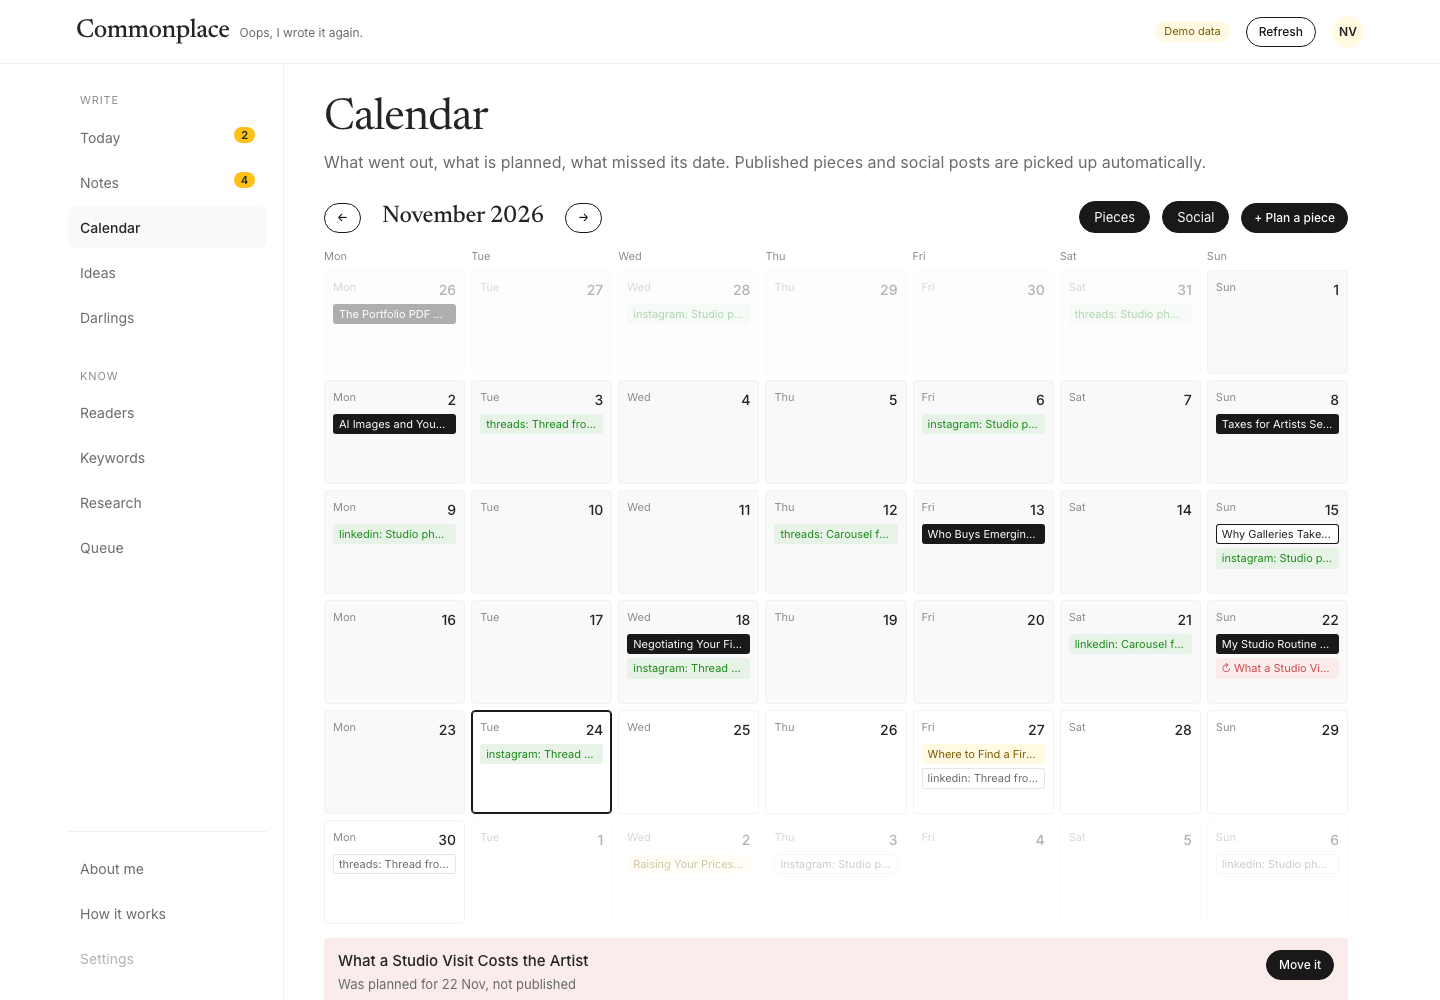 Commonplace Oops, I wrote it again. Demo data Refresh NV
WRITE
Today 2
Notes 4
Calendar
Ideas
Darlings
KNOW
Readers
Keywords
Research
Queue
About me
How it works
Settings
Calendar
What went out, what is planned, what missed its date. Published pieces and social posts are picked up automatically.
← November 2026 → Pieces Social + Plan a piece
Mon Tue Wed Thu Fri Sat Sun
Mon 26 Tue 27 Wed 28 Thu 29 Fri 30 Sat 31 Sun 1
The Portfolio PDF ... instagram: Studio p... threads: Studio ph...
Mon 2 Tue 3 Wed 4 Thu 5 Fri 6 Sat 7 Sun 8
AI Images and You... threads: Thread fro... instagram: Studio p... Taxes for Artists Se...
Mon 9 Tue 10 Wed 11 Thu 12 Fri 13 Sat 14 Sun 15
linkedin: Studio ph... threads: Carousel f... Who Buys Emergin... Why Galleries Take...
instagram: Studio p...
Mon 16 Tue 17 Wed 18 Thu 19 Fri 20 Sat 21 Sun 22
Negotiating Your Fi... linkedin: Carousel f... My Studio Routine ...
instagram: Thread ... ↻ What a Studio Vi...
Mon 23 Tue 24 Wed 25 Thu 26 Fri 27 Sat 28 Sun 29
instagram: Thread ... Where to Find a Fir...
linkedin: Thread fro...
Mon 30 Tue 1 Wed 2 Thu 3 Fri 4 Sat 5 Sun 6
threads: Thread fro... Raising Your Prices... instagram: Studio p... linkedin: Studio ph...
What a Studio Visit Costs the Artist Move it
Was planned for 22 Nov, not published